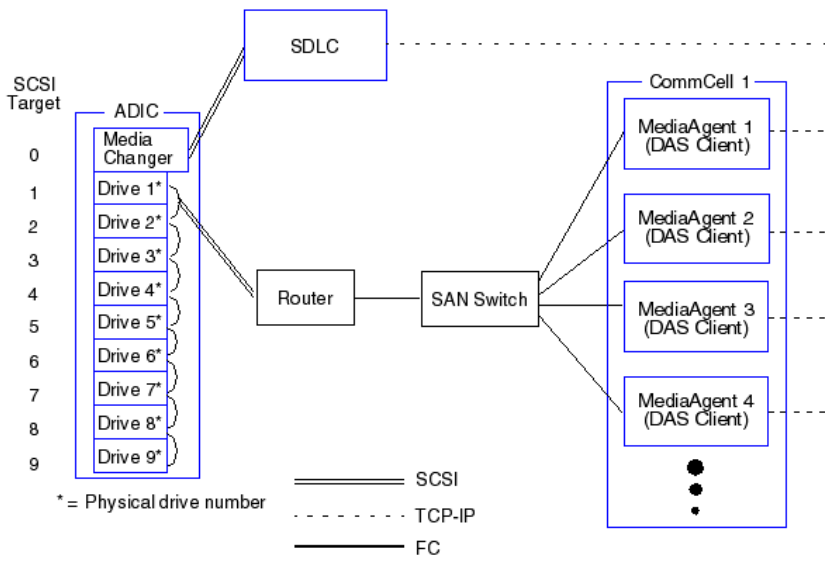 SDLC
SCSI
Target
ADIC
CommCell 1
Media
Changer
MediaAgent 1
(DAS Client)
0
1
Drive 1*
2
Drive 2*
MediaAgent 2
(DAS Client)
3
Drive 3*
4
Drive 4*
Router
SAN Switch
MediaAgent 3
(DAS Client)
5
Drive 5*
6
Drive 6*
7
Drive 7*
MediaAgent 4
(DAS Client)
8
Drive 8*
9
Drive 9*
* = Physical drive number
SCSI
TCP-IP
FC